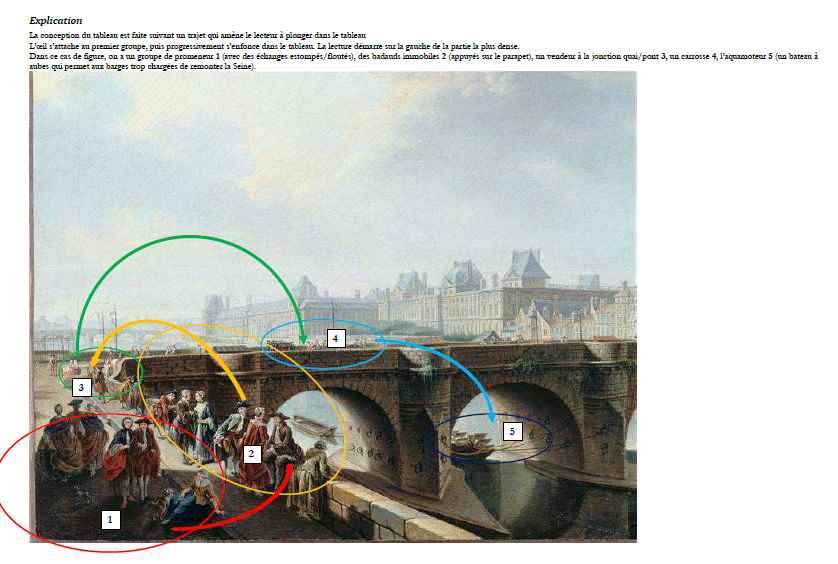 Explication
La conception du tableau est faite suivant un trajet qui amène le lecteur à plonger dans le tableau
L'œil s'attache au premier groupe, puis progressivement s'enfonce dans le tableau. La lecture démarre sur la gauche de la partie la plus dense.
Dans ce cas de figure, on a un groupe de promeneur 1 (avec des échanges estompés/floutés), des badauds immobiles 2 (appuyés sur le parapet), un vendeur à la jonction quai/pont 3, un carrosse 4, l'aquamoteur 5 (un bateau à
aubes qui permet aux barges trop chargées de remonter la Seine).
4
3
5
2
1